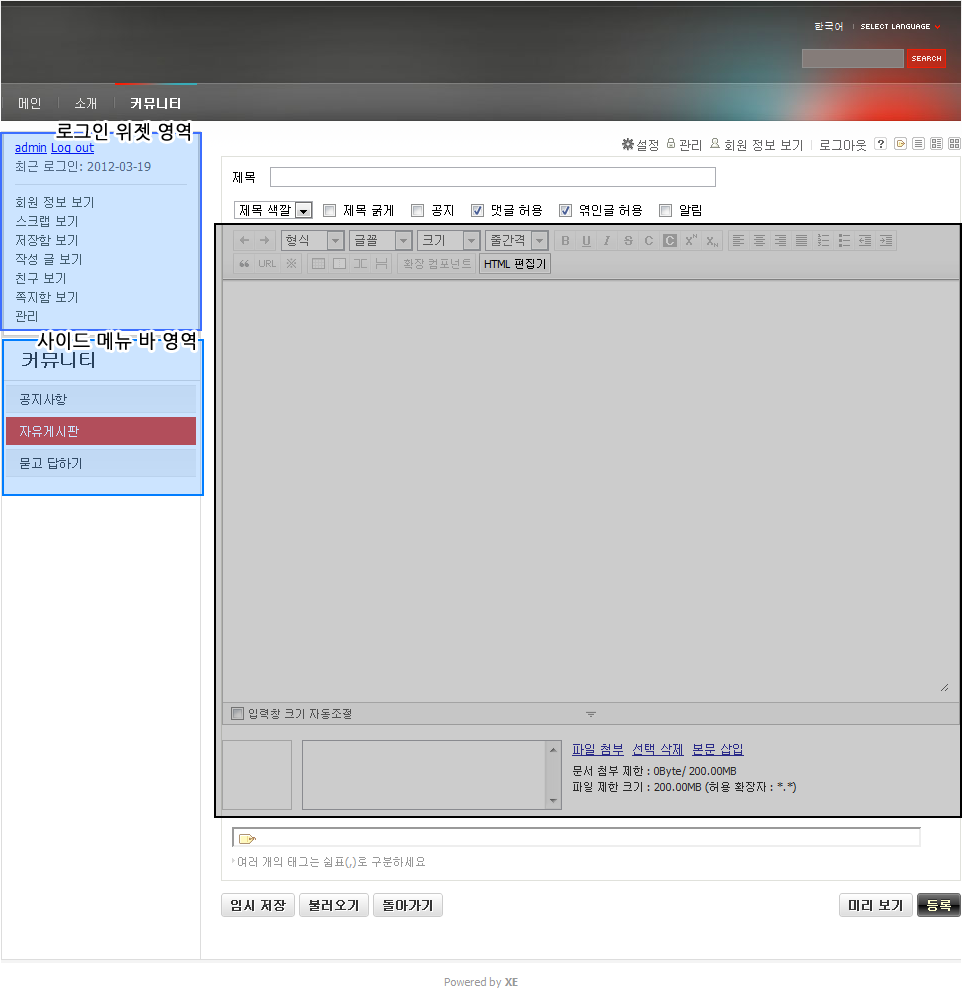 한국어 SELECT LANGUAGE
SEARCH
메인 소개 커뮤니티
로그인 위젯 영역
admin Log out
최근 로그인: 2012-03-19
회원 정보 보기
스크랩 보기
저장함 보기
작성 글 보기
친구 보기
쪽지함 보기
관리
사이드 메뉴 바 영역
커뮤니티
공지사항
자유게시판
묻고 답하기
설정 관리 회원 정보 보기 로그아웃 ?
제목
제목 색깔 제목 굵게 공지 댓글 허용 엮인글 허용 알림
형식 글꼴 크기 줄간격 B U I S C C X" X,,
URL ※ 확장 컴포넌트 HTML 편집기
입력창 크기 자동조절
파일 첨부 선택 삭제 본문 삽입
문서 첨부 제한 : 0Byte/ 200.00MB
파일 제한 크기 : 200.00MB (허용 확장자 : *.*)
여러 개의 태그는 쉼표(,)로 구분하세요
임시 저장 불러오기 돌아가기 미리 보기 등록
Powered by XE